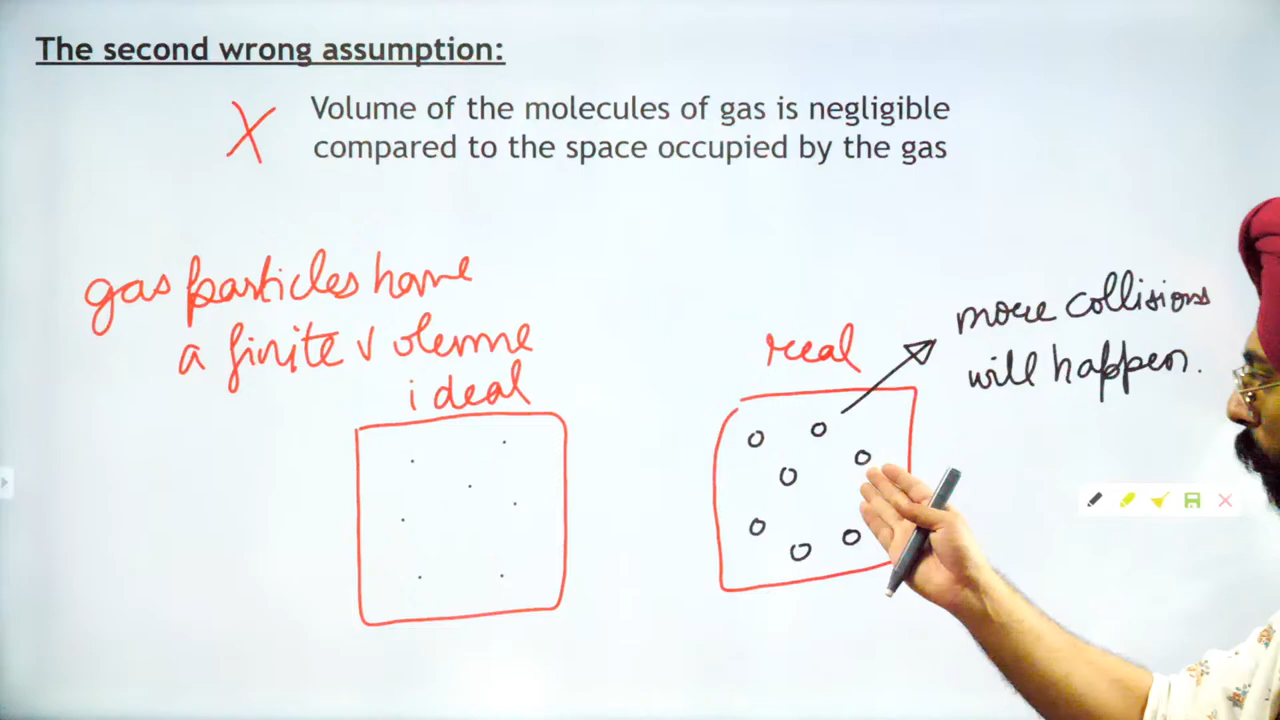 The second wrong assumption:
X Volume of the molecules of gas is negligible
compared to the space occupied by the gas
gas particles have
a finite volume
ideal
real
more collisions
will happen.